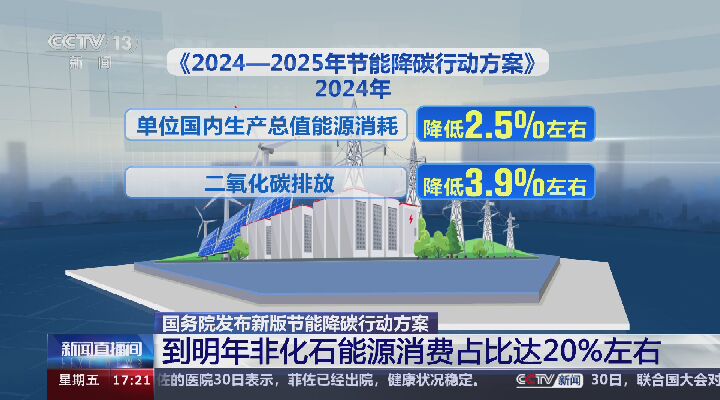 CCTV 13
新闻
《2024—2025年节能降碳行动方案》
2024年
单位国内生产总值能源消耗 降低2.5%左右
二氧化碳排放 降低3.9%左右
国务院发布新版节能降碳行动方案
新闻直播间 到明年非化石能源消费占比达20%左右
星期五 17:21 佐的医院30日表示，菲佐已经出院，健康状况稳定。 CCTV 新闻 30日，联合国大会对